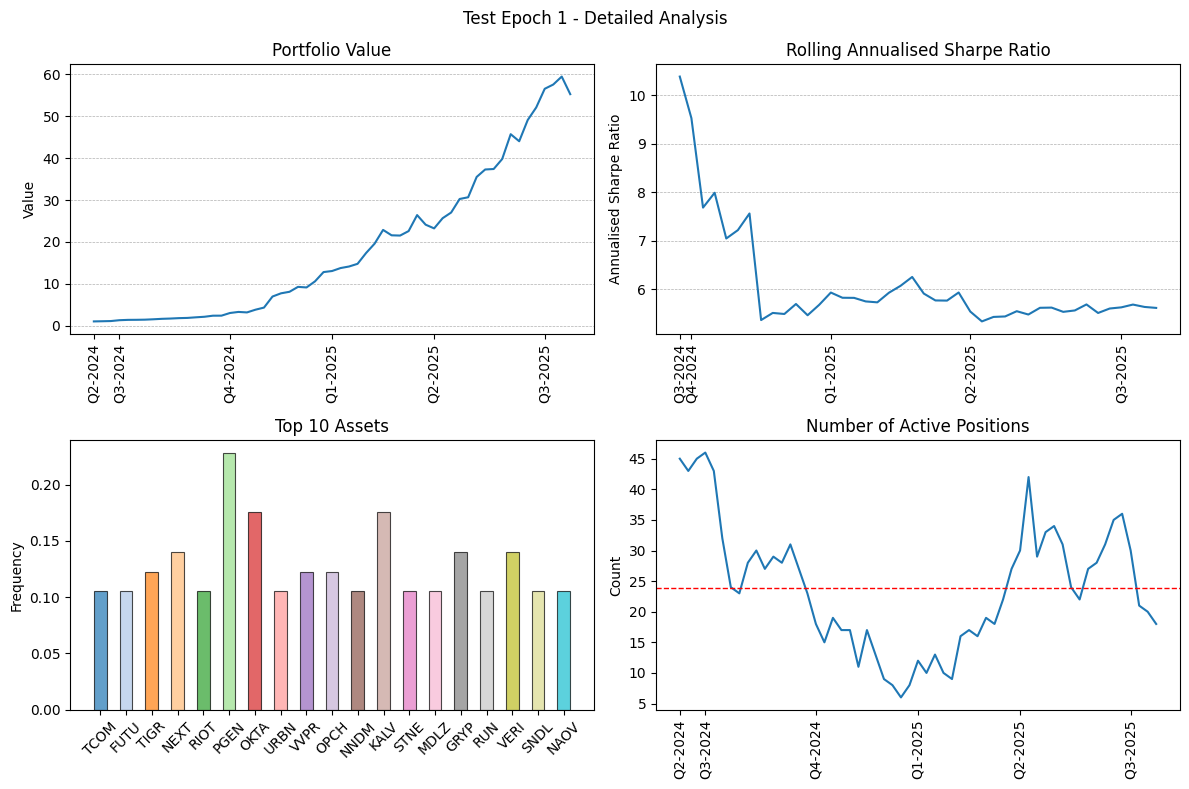 Test Epoch 1 - Detailed Analysis
Portfolio Value
Value
60
50
40
30
20
10
0
Q2-2024
Q3-2024
Q4-2024
Q1-2025
Q2-2025
Q3-2025
Rolling Annualised Sharpe Ratio
Annualised Sharpe Ratio
10
9
8
7
6
Q3-2024
Q4-2024
Q1-2025
Q2-2025
Q3-2025
Top 10 Assets
Frequency
0.20
0.15
0.10
0.05
0.00
TCOM
FUTU
TIGR
NEXT
RIOT
PGEN
OKTA
URBN
VVPR
OPCH
NNDM
KALV
STNE
MDLZ
GRYP
RUN
VERI
SNDL
NAOV
Number of Active Positions
Count
45
40
35
30
25
20
15
10
5
Q2-2024
Q3-2024
Q4-2024
Q1-2025
Q2-2025
Q3-2025